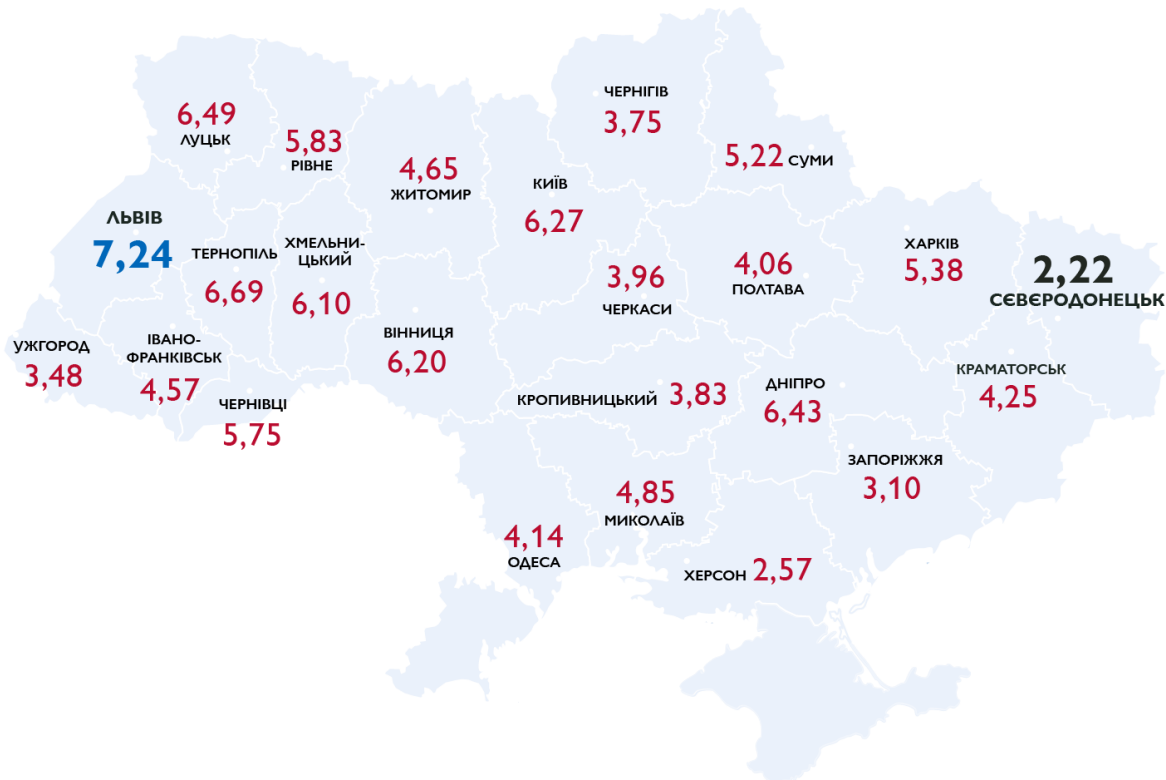 ЧЕРНІГІВ
3,75
6,49
ЛУЦЬК
5,83
РІВНЕ
4,65
ЖИТОМИР
КИЇВ
6,27
5,22 СУМИ
ЛЬВІВ
7,24
ТЕРНОПІЛЬ
6,69
ХМЕЛЬНИ-
ЦЬКИЙ
6,10
3,96
ЧЕРКАСИ
4,06
ПОЛТАВА
ХАРКІВ
5,38
2,22
СЄВЄРОДОНЕЦЬК
УЖГОРОД
3,48
ІВАНО-
ФРАНКІВСЬК
4,57
ВІННИЦЯ
6,20
ЧЕРНІВЦІ
5,75
КРОПИВНИЦЬКИЙ 3,83
ДНІПРО
6,43
КРАМАТОРСЬК
4,25
ЗАПОРІЖЖЯ
3,10
4,85
МИКОЛАЇВ
4,14
ОДЕСА
ХЕРСОН 2,57